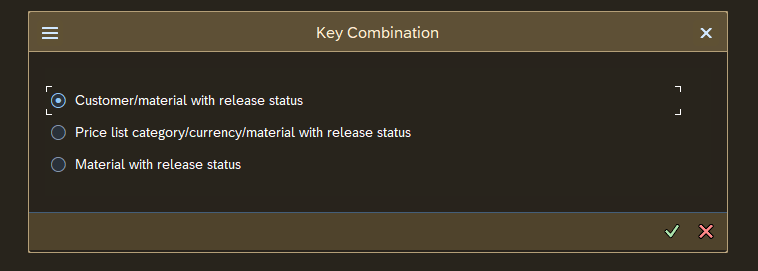 Key Combination
Customer/material with release status
Price list category/currency/material with release status
Material with release status